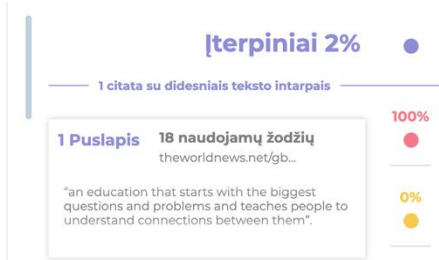 Įterpiniai 2%
1 citata su didesniais teksto intarpais
100%
1 Puslapis 18 naudojamų žodžių
theworldnews.net/gb...
0%
"an education that starts with the biggest
questions and problems and teaches people to
understand connections between them".